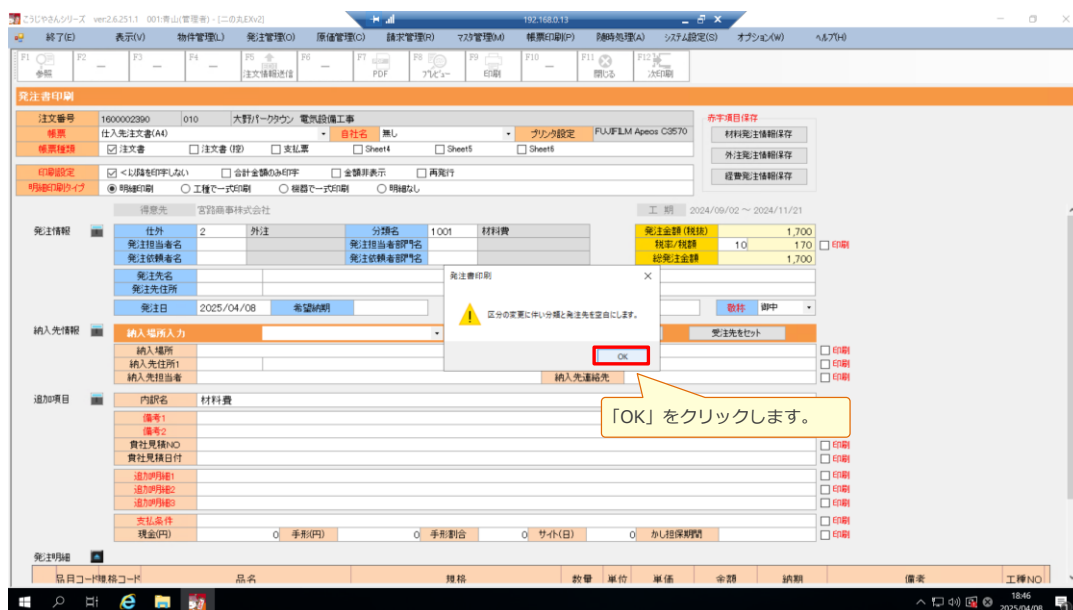 こうじやさんシリーズ ver.2.6.251.1 001:青山(管理者) - [二の丸EXv2]
192.168.0.13
終了(E) 表示(V) 物件管理(L) 発注管理(O) 原価管理(C) 請求管理(R) マスタ管理(M) 帳票印刷(P) 随時処理(A) システム設定(S) オプション(W) ヘルプ(H)
F1 F2 F3 F4 F5 F6 F7 F8 F9 F10 F11 F12
参照 注文情報送信 PDF プレビュー 印刷 閉じる 次印刷
発注書印刷
注文番号 1600002390 010 大野パークタウン 電気設備工事
帳票 仕入先注文書(A4) 自社名 無し プリンタ設定 FUJIFILM Apeos C3570
帳票種類 注文書 注文書(控) 支払票 Sheet4 Sheet5 Sheet6
印刷設定 <以降を印字しない 合計金額のみ印字 金額非表示 再発行
明細印刷タイプ 明細印刷 工種で一式印刷 機器で一式印刷 明細なし
赤字項目保存
材料発注情報保存
外注発注情報保存
経費発注情報保存
得意先 宮路商事株式会社 工 期 2024/09/02 ～ 2024/11/21
発注情報 仕外 2 外注 分類名 1001 材料費 発注金額(税抜) 1,700
発注担当者名 発注担当者部門名 税率/税額 10 170 印刷
発注依頼者名 発注依頼者部門名 総発注金額 1,700
発注先名
発注先住所
発注日 2025/04/08 希望納期 敬称 御中
発注書印刷
区分の変更に伴い分類と発注先を空白にします。
OK
「OK」をクリックします。
納入先情報 納入場所入力 受注先をセット
納入場所 印刷
納入先住所1 印刷
納入先担当者 納入先連絡先 印刷
追加項目 内訳名 材料費
備考1
備考2
貴社見積NO 印刷
貴社見積日付 印刷
追加明細1 印刷
追加明細2 印刷
追加明細3 印刷
支払条件 印刷
現金(円) 0 手形(円) 0 手形割合 0 サイト(日) 0 かし担保期間 印刷
発注明細
品目コード 規格コード 品名 規格 数量 単位 単価 金額 納期 備考 工種NO
18:46
2025/04/08